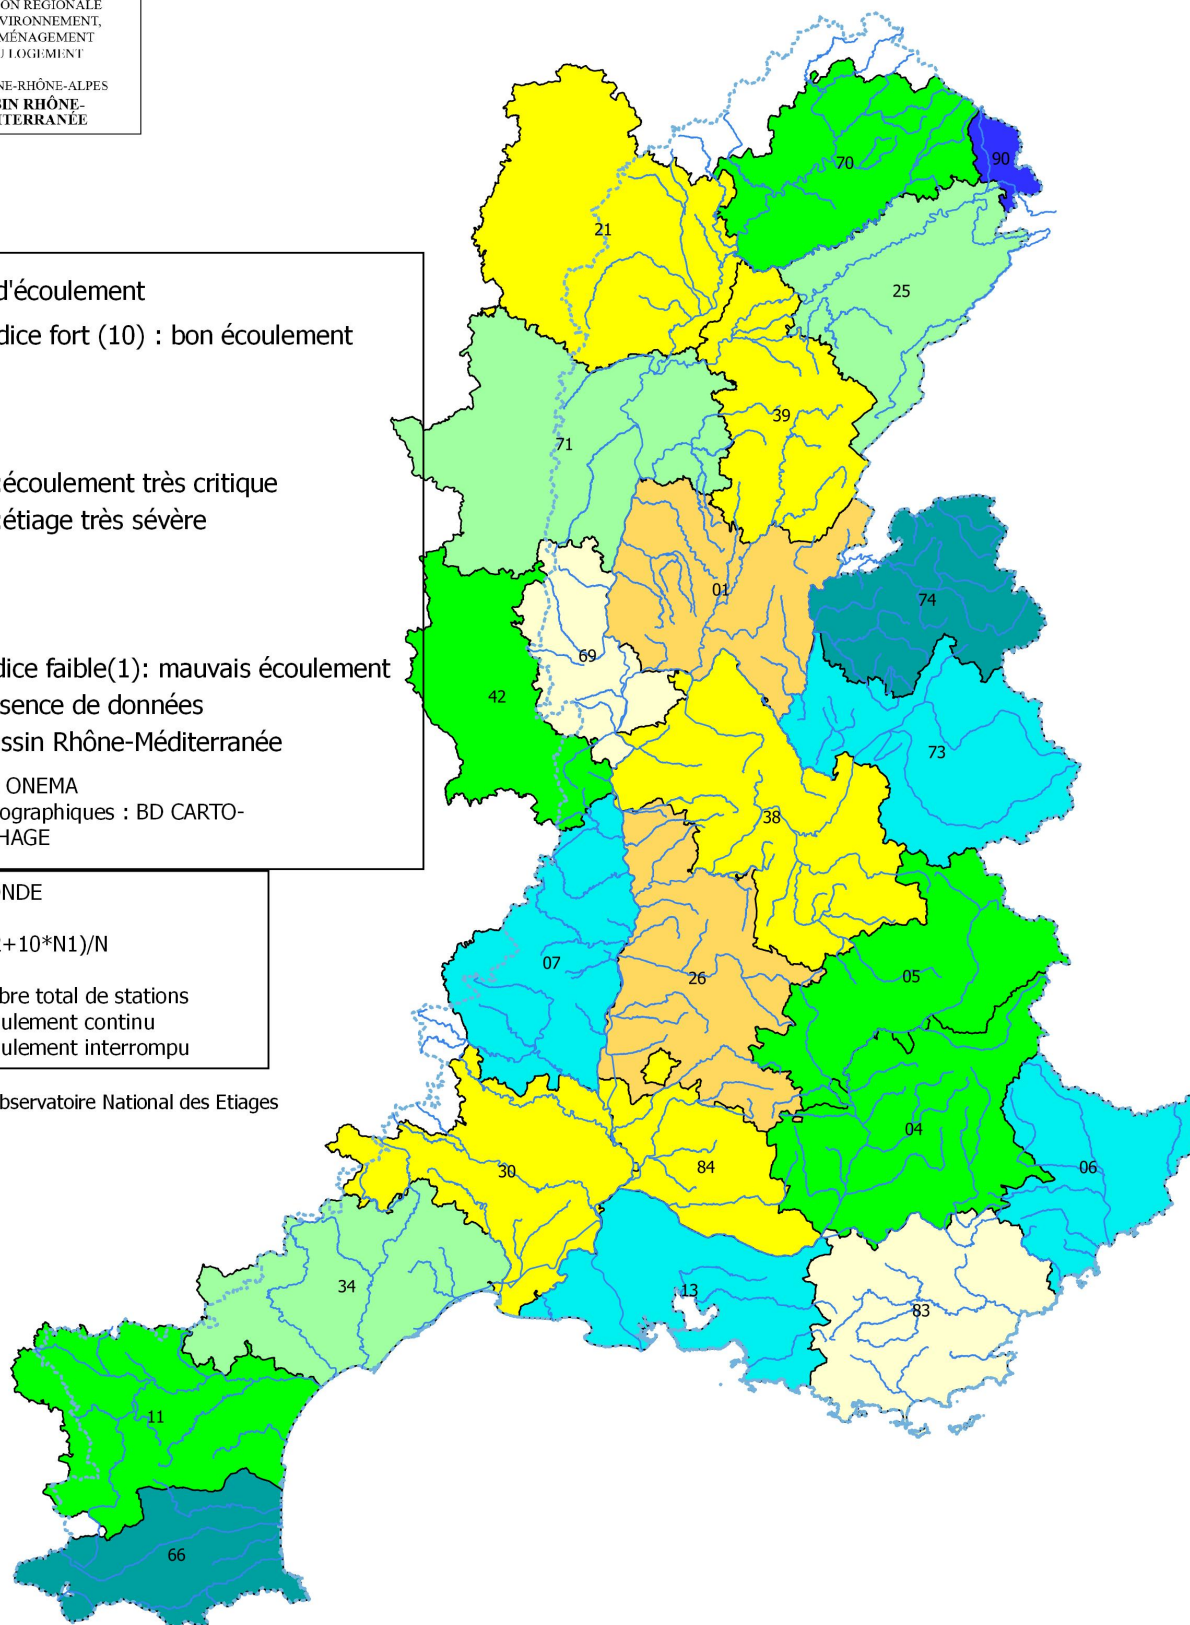 ION RÉGIONALE
VIRONNEMENT,
MÉNAGEMENT
U LOGEMENT
NE-RHÔNE-ALPES
SIN RHÔNE-
ITERRANÉE
d'écoulement
dice fort (10) : bon écoulement
écoulement très critique
étiage très sévère
dice faible(1): mauvais écoulement
sence de données
ssin Rhône-Méditerranée
ONEMA
ographiques : BD CARTO-
HAGE
ONDE
+10*N1)/N
bre total de stations
ulement continu
ulement interrompu
bservatoire National des Etiages
90
70
21
25
39
71
01
74
69
42
73
38
07
26
05
04
06
30
84
34
13
83
11
66